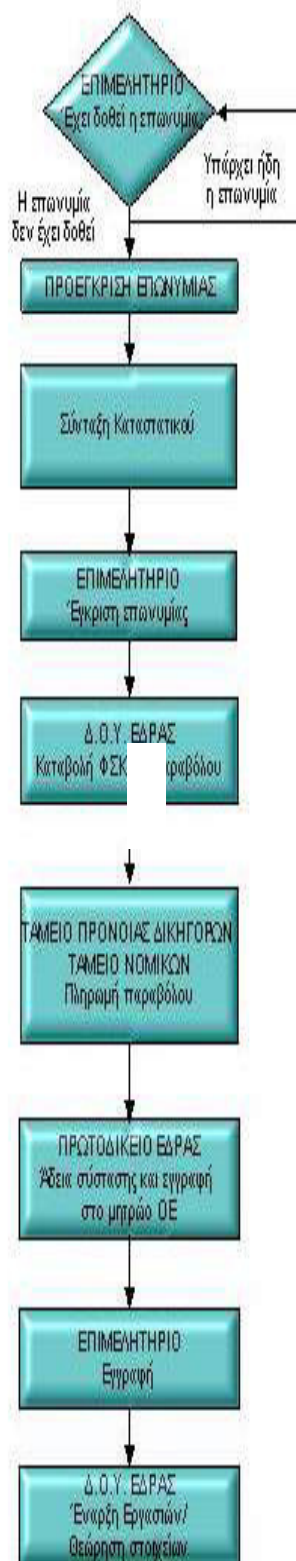 ΕΠΙΜΕΛΗΤΗΡΙΟ
Έχει δοθεί η επωνυμία;
Υπάρχει ήδη
η επωνυμία
Η επωνυμία
δεν έχει δοθεί
ΠΡΟΕΓΚΡΙΣΗ ΕΠΩΝΥΜΙΑΣ
Σύνταξη Καταστατικού
ΕΠΙΜΕΛΗΤΗΡΙΟ
Έγκριση επωνυμίας
Δ.Ο.Υ. ΕΔΡΑΣ
Καταβολή
ΤΑΜΕΙΟ ΠΡΟΝΟΙΑΣ ΔΙΚΗΓΟΡΩΝ
ΤΑΜΕΙΟ ΝΟΜΙΚΩΝ
Πληρωμή παραβόλου
ΠΡΩΤΟΔΙΚΕΙΟ ΕΔΡΑΣ
Άδεια σύστασης και εγγραφή
στο μητρώο ΟΕ
ΕΠΙΜΕΛΗΤΗΡΙΟ
Εγγραφή
Δ.Ο.Υ. ΕΔΡΑΣ
Έναρξη Εργασιών/
Θεώρηση στοιχείων